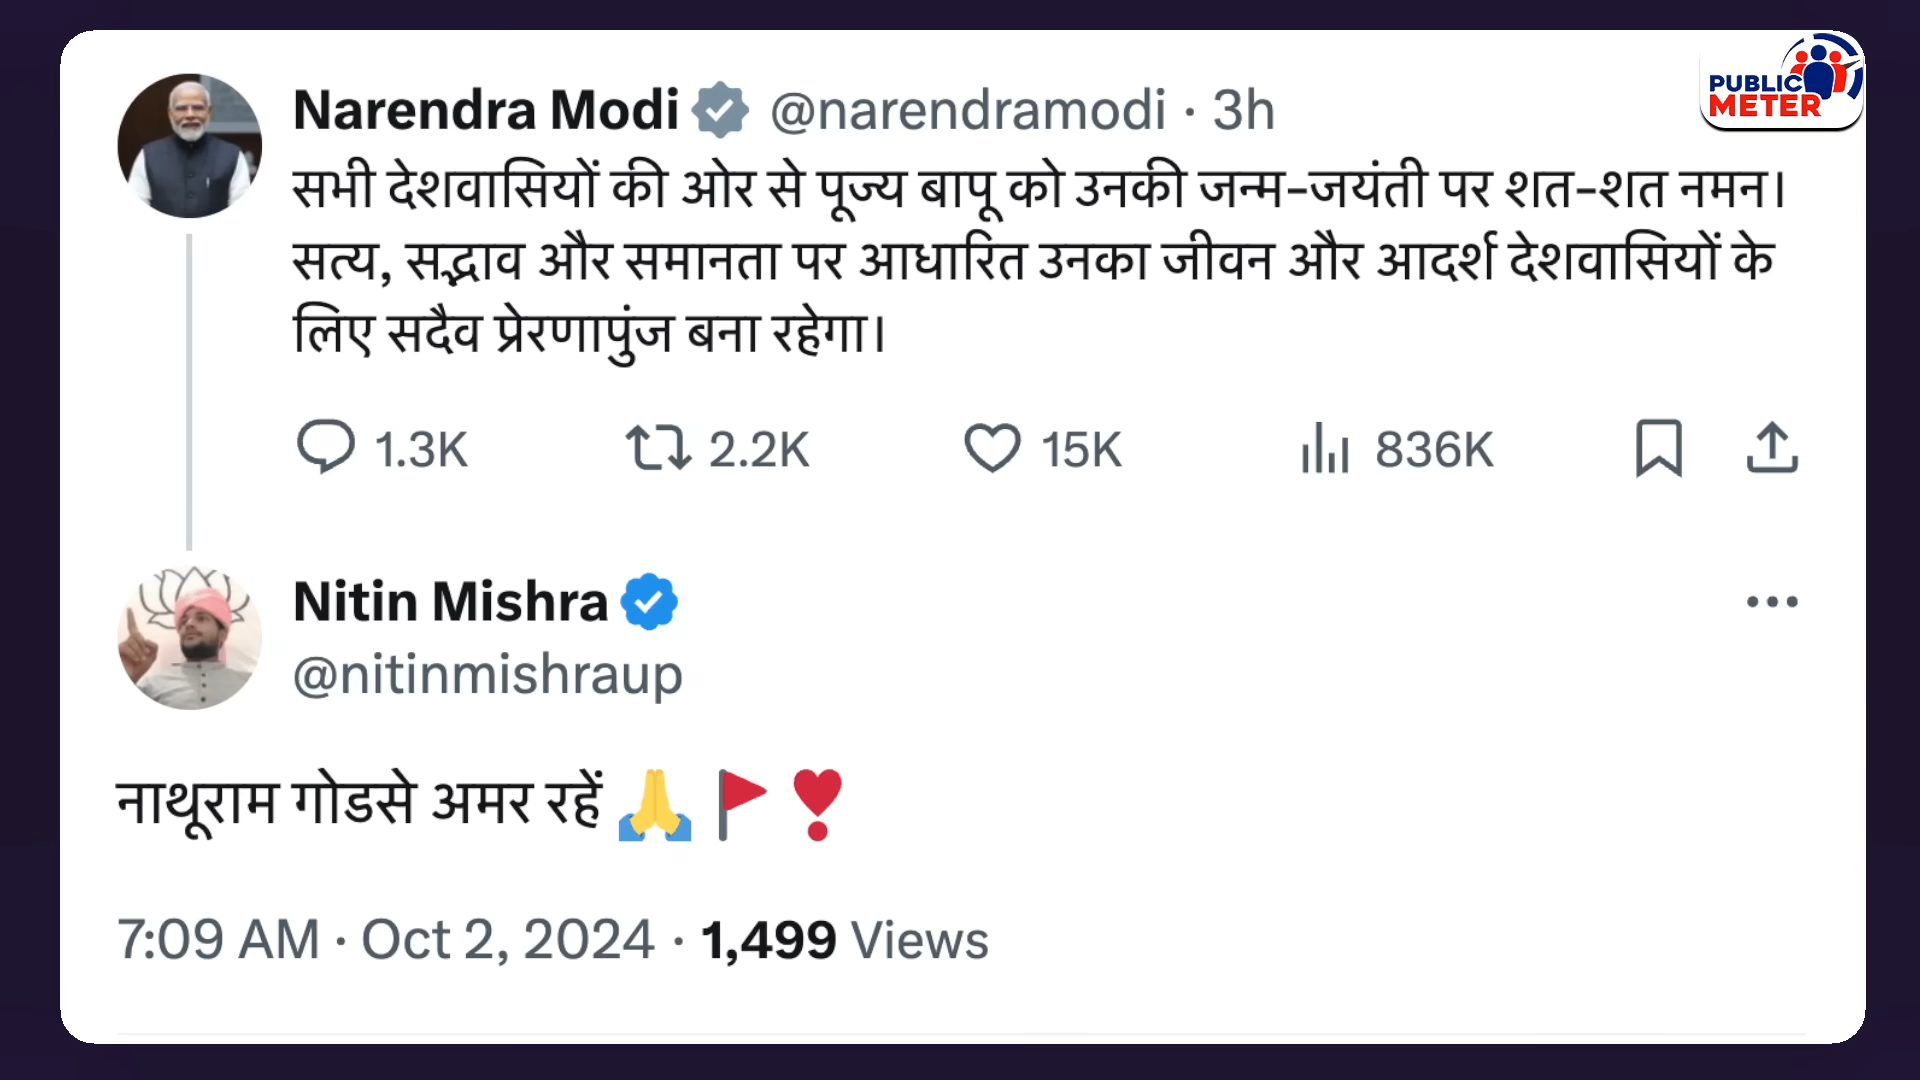 PUBLIC
METER
Narendra Modi @narendramodi · 3h
सभी देशवासियों की ओर से पूज्य बापू को उनकी जन्म-जयंती पर शत-शत नमन।
सत्य, सद्भाव और समानता पर आधारित उनका जीवन और आदर्श देशवासियों के
लिए सदैव प्रेरणापुंज बना रहेगा।
1.3K 2.2K 15K 836K
Nitin Mishra
@nitinmishraup
नाथूराम गोडसे अमर रहें 🙏 🚩 ❣️
7:09 AM · Oct 2, 2024 · 1,499 Views